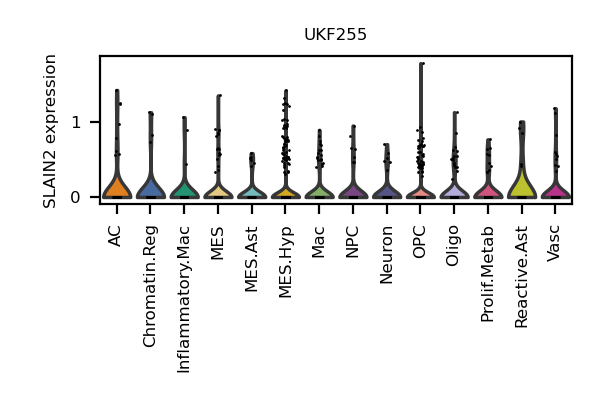 UKF255
SLAIN2 expression
1
0
AC
Chromatin.Reg
Inflammatory.Mac
MES
MES.Ast
MES.Hyp
Mac
NPC
Neuron
OPC
Oligo
Prolif.Metab
Reactive.Ast
Vasc